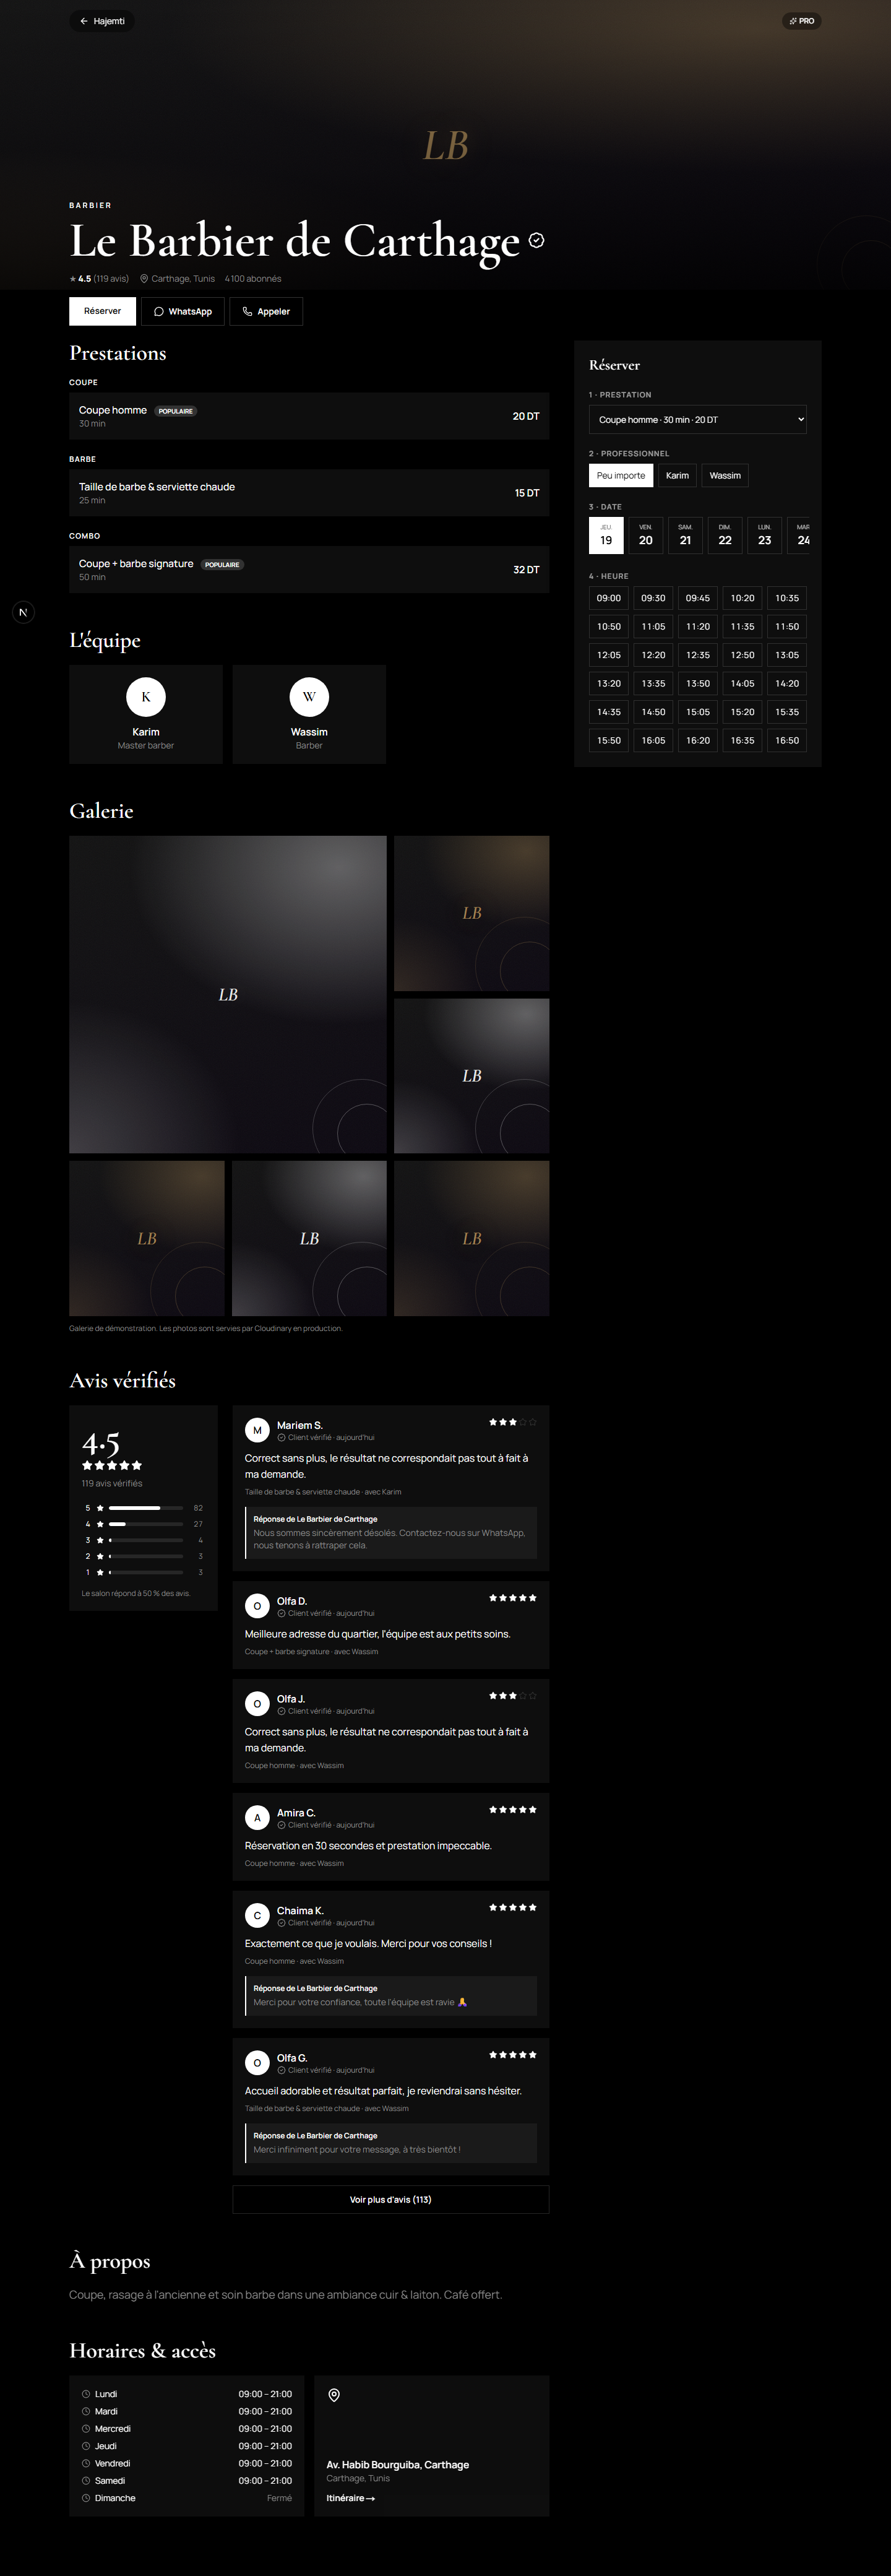 Hajemti
PRO
LB
BARBIER
Le Barbier de Carthage
★ 4.5 (119 avis) Carthage, Tunis 4100 abonnés
Réserver WhatsApp Appeler
Prestations
COUPE
Coupe homme POPULAIRE
30 min
20 DT
BARBE
Taille de barbe & serviette chaude
25 min
15 DT
COMBO
Coupe + barbe signature POPULAIRE
50 min
32 DT
Réserver
1 · PRESTATION
Coupe homme · 30 min · 20 DT
2 · PROFESSIONNEL
Peu importe Karim Wassim
3 · DATE
JEU. VEN. SAM. DIM. LUN. MAR
19 20 21 22 23 24
4 · HEURE
09:00 09:30 09:45 10:20 10:35
10:50 11:05 11:20 11:35 11:50
12:05 12:20 12:35 12:50 13:05
13:20 13:35 13:50 14:05 14:20
14:35 14:50 15:05 15:20 15:35
15:50 16:05 16:20 16:35 16:50
N
L'équipe
K
Karim
Master barber
W
Wassim
Barber
Galerie
LB
LB
LB
LB
LB
LB
Galerie de démonstration. Les photos sont servies par Cloudinary en production.
Avis vérifiés
4.5
119 avis vérifiés
5 82
4 27
3 4
2 3
1 3
Le salon répond à 50 % des avis.
M
Mariem S.
Client vérifié · aujourd'hui
Correct sans plus, le résultat ne correspondait pas tout à fait à
ma demande.
Taille de barbe & serviette chaude · avec Karim
Réponse de Le Barbier de Carthage
Nous sommes sincèrement désolés. Contactez-nous sur WhatsApp,
nous tenons à rattraper cela.
O
Olfa D.
Client vérifié · aujourd'hui
Meilleure adresse du quartier, l'équipe est aux petits soins.
Coupe + barbe signature · avec Wassim
O
Olfa J.
Client vérifié · aujourd'hui
Correct sans plus, le résultat ne correspondait pas tout à fait à
ma demande.
Coupe homme · avec Wassim
A
Amira C.
Client vérifié · aujourd'hui
Réservation en 30 secondes et prestation impeccable.
Coupe homme · avec Wassim
C
Chaima K.
Client vérifié · aujourd'hui
Exactement ce que je voulais. Merci pour vos conseils !
Coupe homme · avec Wassim
Réponse de Le Barbier de Carthage
Merci pour votre confiance, toute l'équipe est ravie
O
Olfa G.
Client vérifié · aujourd'hui
Accueil adorable et résultat parfait, je reviendrai sans hésiter.
Taille de barbe & serviette chaude · avec Wassim
Réponse de Le Barbier de Carthage
Merci infiniment pour votre message, à très bientôt !
Voir plus d'avis (113)
À propos
Coupe, rasage à l'ancienne et soin barbe dans une ambiance cuir & laiton. Café offert.
Horaires & accès
Lundi 09:00 – 21:00
Mardi 09:00 – 21:00
Mercredi 09:00 – 21:00
Jeudi 09:00 – 21:00
Vendredi 09:00 – 21:00
Samedi 09:00 – 21:00
Dimanche Fermé
Av. Habib Bourguiba, Carthage
Carthage, Tunis
Itinéraire →